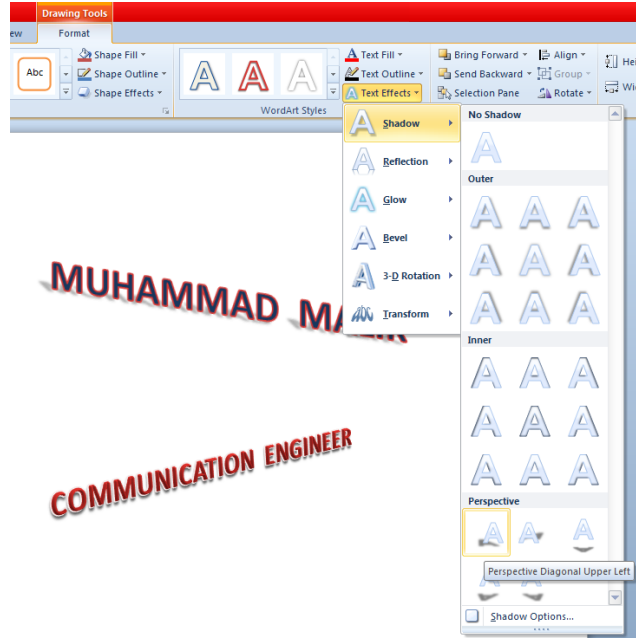 Drawing Tools
Format
Abc
Shape Fill
Shape Outline
Shape Effects
A A A
WordArt Styles
A Text Fill
Text Outline
A Text Effects
Bring Forward
Send Backward
Selection Pane
Align
Group
Rotate
A Shadow
A Reflection
A Glow
A Bevel
A 3-D Rotation
Transform
No Shadow
A
Outer
A A A
A A A
A A A
Inner
A A A
A A A
A A A
Perspective
A A A
Perspective Diagonal Upper Left
Shadow Options...
MUHAMMAD
COMMUNICATION ENGINEER